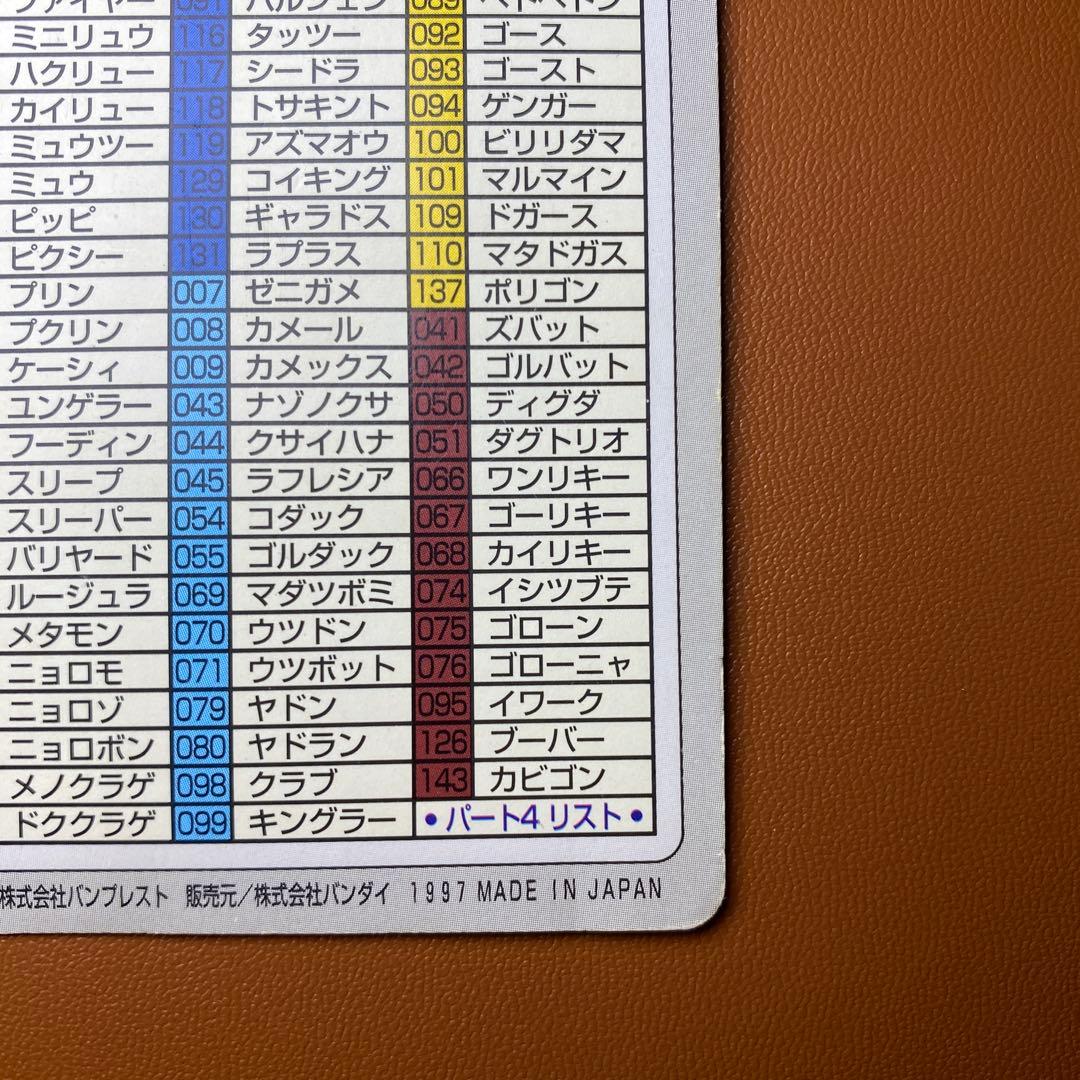 ファイヤー 091 パルシェン 089 ベトベトン
ミニリュウ 116 タッツー 092 ゴース
ハクリュー 117 シードラ 093 ゴースト
カイリュー 118 トサキント 094 ゲンガー
ミュウツー 119 アズマオウ 100 ビリリダマ
ミュウ 129 コイキング 101 マルマイン
ピッピ 130 ギャラドス 109 ドガース
ピクシー 131 ラプラス 110 マタドガス
プリン 007 ゼニガメ 137 ポリゴン
プクリン 008 カメール 041 ズバット
ケーシィ 009 カメックス 042 ゴルバット
ユンゲラー 043 ナゾノクサ 050 ディグダ
フーディン 044 クサイハナ 051 ダグトリオ
スリープ 045 ラフレシア 066 ワンリキー
スリーパー 054 コダック 067 ゴーリキー
バリヤード 055 ゴルダック 068 カイリキー
ルージュラ 069 マダツボミ 074 イシツブテ
メタモン 070 ウツドン 075 ゴローン
ニョロモ 071 ウツボット 076 ゴローニャ
ニョロゾ 079 ヤドン 095 イワーク
ニョロボン 080 ヤドラン 126 ブーバー
メノクラゲ 098 クラブ 143 カビゴン
ドククラゲ 099 キングラー •パート4 リスト•
株式会社バンプレスト 販売元／株式会社バンダイ 1997 MADE IN JAPAN